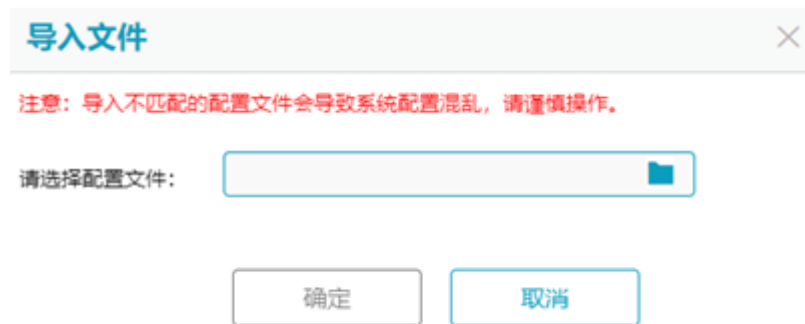 导入文件
注意：导入不匹配的配置文件会导致系统配置混乱，请谨慎操作。
请选择配置文件：
确定
取消